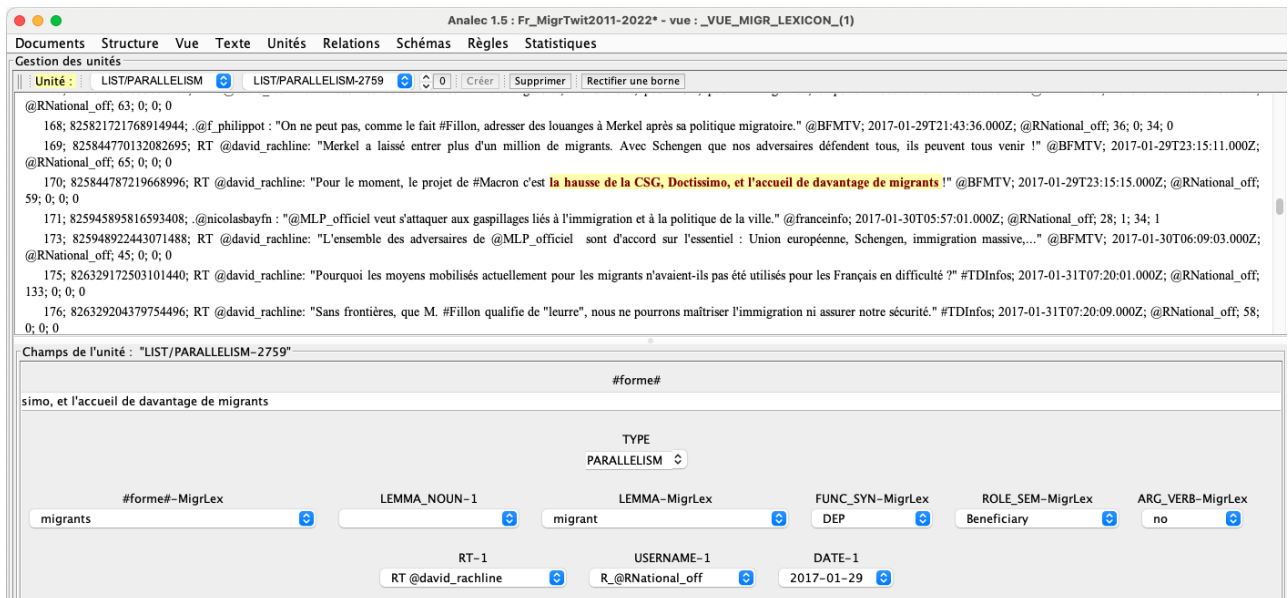 Analec 1.5 : Fr_MigrTwit2011-2022* - vue : _VUE_MIGR_LEXICON_(1)
Documents Structure Vue Texte Unités Relations Schémas Règles Statistiques
Gestion des unités
Unité : LIST/PARALLELISM LIST/PARALLELISM-2759 0 Créer Supprimer Rectifier une borne
@RNational_off; 63; 0; 0; 0
168; 825821721768914944; .@f_philippot : "On ne peut pas, comme le fait #Fillon, adresser des louanges à Merkel après sa politique migratoire." @BFMTV; 2017-01-29T21:43:36.000Z; @RNational_off; 36; 0; 34; 0
169; 825844770132082695; RT @david_rachline: "Merkel a laissé entrer plus d'un million de migrants. Avec Schengen que nos adversaires défendent tous, ils peuvent tous venir !" @BFMTV; 2017-01-29T23:15:11.000Z;
@RNational_off; 65; 0; 0; 0
170; 825844787219668996; RT @david_rachline: "Pour le moment, le projet de #Macron c'est la hausse de la CSG, Doctissimo, et l'accueil de davantage de migrants !" @BFMTV; 2017-01-29T23:15:15.000Z; @RNational_off;
59; 0; 0; 0
171; 825945895816593408; .@nicolasbayfn : "@MLP_officiel veut s'attaquer aux gaspillages liés à l'immigration et à la politique de la ville." @franceinfo; 2017-01-30T05:57:01.000Z; @RNational_off; 28; 1; 34; 1
173; 825948922443071488; RT @david_rachline: "L'ensemble des adversaires de @MLP_officiel sont d'accord sur l'essentiel : Union européenne, Schengen, immigration massive,..." @BFMTV; 2017-01-30T06:09:03.000Z;
@RNational_off; 45; 0; 0; 0
175; 826329172503101440; RT @david_rachline: "Pourquoi les moyens mobilisés actuellement pour les migrants n'avaient-ils pas été utilisés pour les Français en difficulté ?" #TDInfos; 2017-01-31T07:20:01.000Z; @RNational_off;
133; 0; 0; 0
176; 826329204379754496; RT @david_rachline: "Sans frontières, que M. #Fillon qualifie de "leurre", nous ne pourrons maîtriser l'immigration ni assurer notre sécurité." #TDInfos; 2017-01-31T07:20:09.000Z; @RNational_off; 58;
0; 0; 0
Champs de l'unité : "LIST/PARALLELISM-2759"
#forme#
simo, et l'accueil de davantage de migrants
TYPE
PARALLELISM
#forme#-MigrLex LEMMA_NOUN-1 LEMMA-MigrLex FUNC_SYN-MigrLex ROLE_SEM-MigrLex ARG_VERB-MigrLex
migrants migrant DEP Beneficiary no
RT-1 USERNAME-1 DATE-1
RT @david_rachline R_@RNational_off 2017-01-29